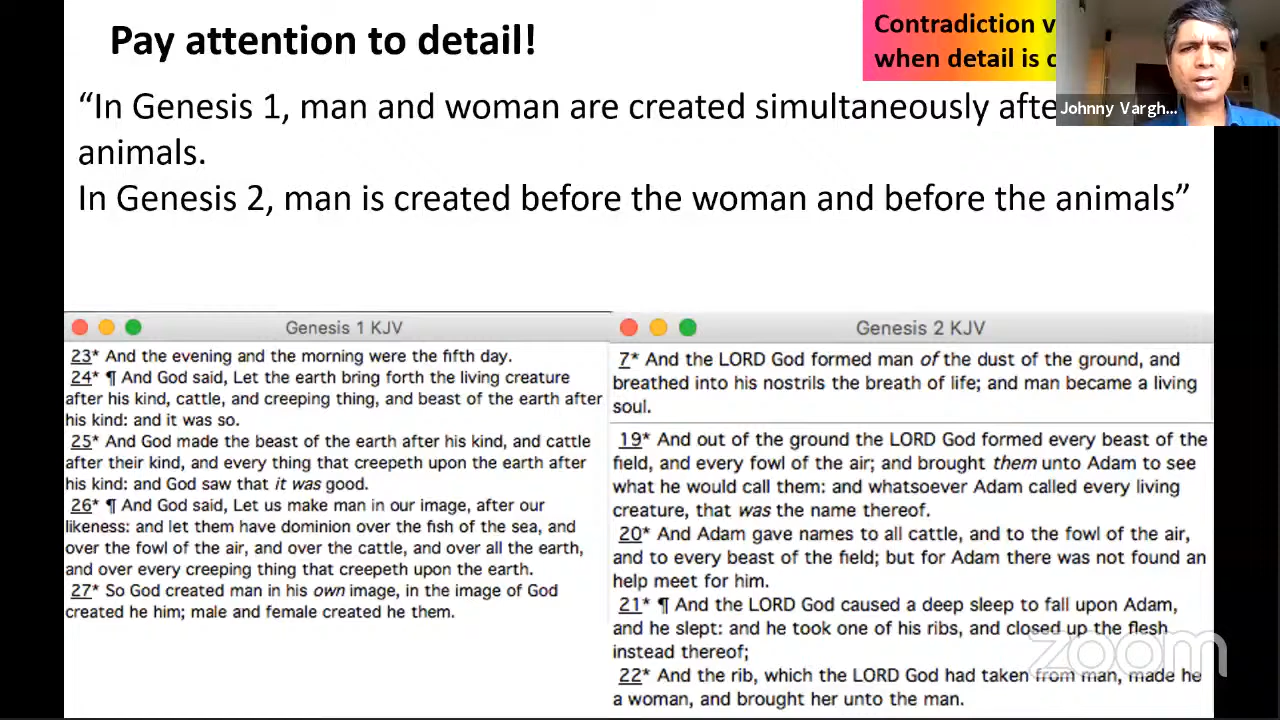 Pay attention to detail!
Contradiction v
when detail is
Johnny Vargh...
“In Genesis 1, man and woman are created simultaneously afte
animals.
In Genesis 2, man is created before the woman and before the animals”
Genesis 1 KJV
23* And the evening and the morning were the fifth day.
24* ¶ And God said, Let the earth bring forth the living creature
after his kind, cattle, and creeping thing, and beast of the earth after
his kind: and it was so.
25* And God made the beast of the earth after his kind, and cattle
after their kind, and every thing that creepeth upon the earth after
his kind: and God saw that it was good.
26* ¶ And God said, Let us make man in our image, after our
likeness: and let them have dominion over the fish of the sea, and
over the fowl of the air, and over the cattle, and over all the earth,
and over every creeping thing that creepeth upon the earth.
27* So God created man in his own image, in the image of God
created he him; male and female created he them.
Genesis 2 KJV
7* And the LORD God formed man of the dust of the ground, and
breathed into his nostrils the breath of life; and man became a living
soul.
19* And out of the ground the LORD God formed every beast of the
field, and every fowl of the air; and brought them unto Adam to see
what he would call them: and whatsoever Adam called every living
creature, that was the name thereof.
20* And Adam gave names to all cattle, and to the fowl of the air,
and to every beast of the field; but for Adam there was not found an
help meet for him.
21* ¶ And the LORD God caused a deep sleep to fall upon Adam,
and he slept: and he took one of his ribs, and closed up the flesh
instead thereof;
22* And the rib, which the LORD God had taken from man, made he
a woman, and brought her unto the man.
zoom